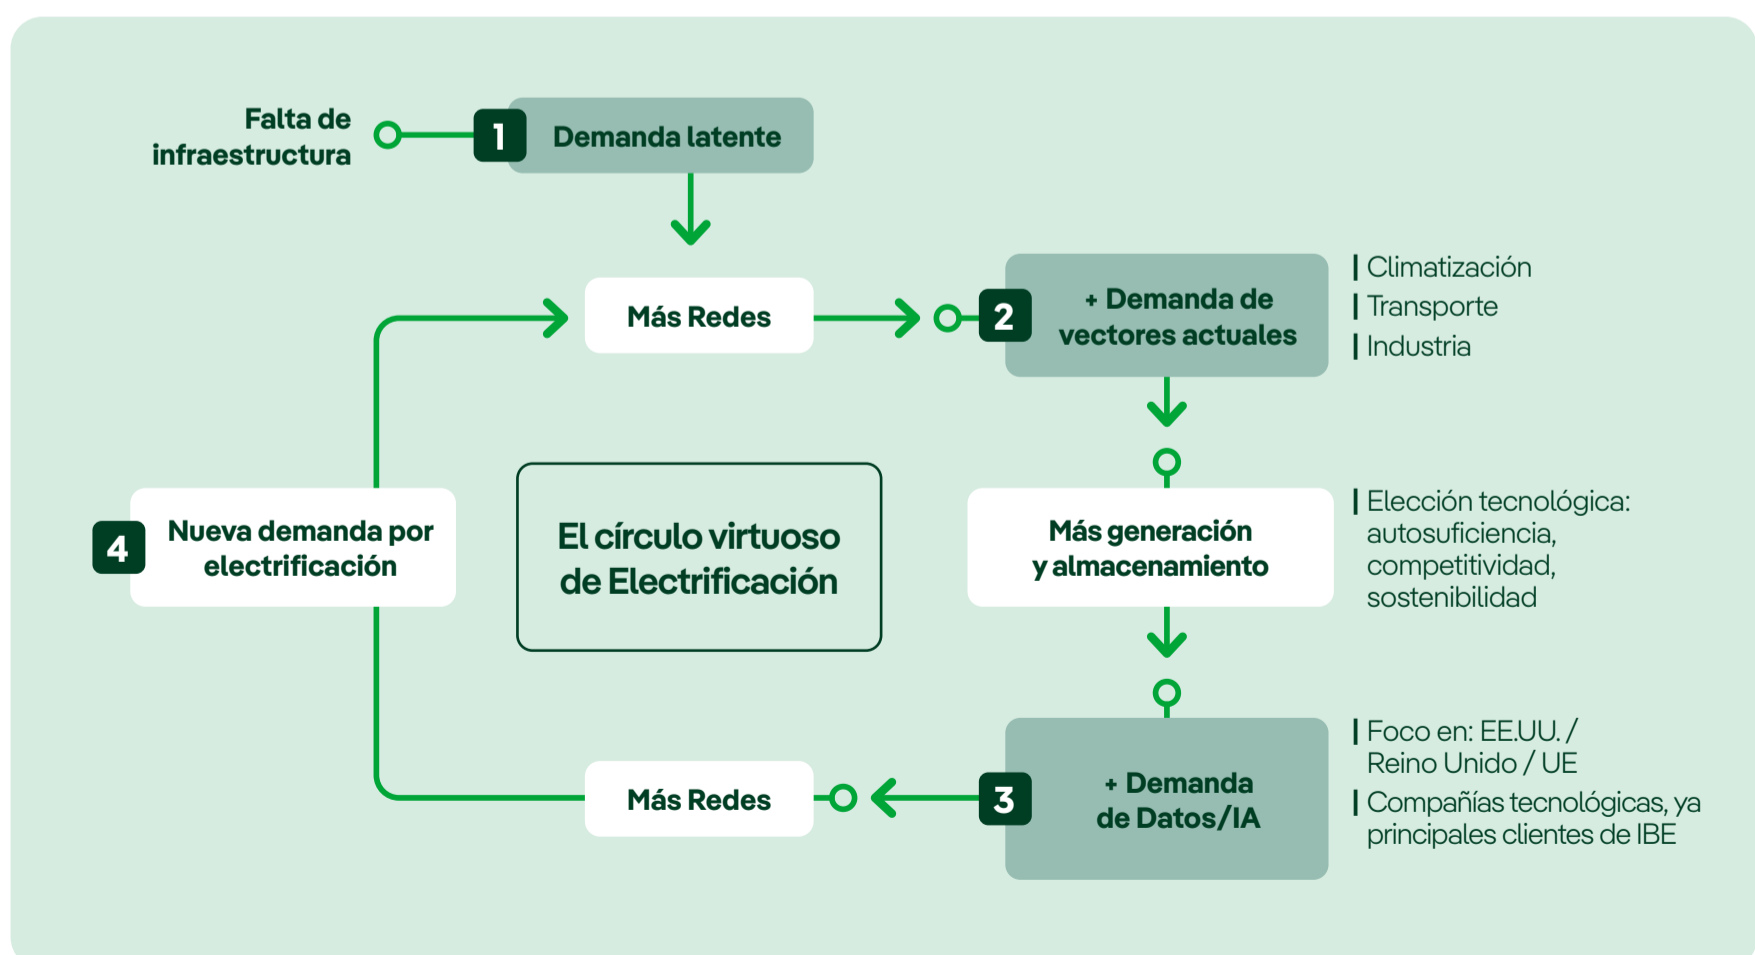 Falta de
infraestructura
1
Demanda latente
Más Redes
2
+ Demanda de
vectores actuales
Climatización
Transporte
Industria
4
Nueva demanda por
electrificación
El círculo virtuoso
de Electrificación
Más generación
y almacenamiento
Elección tecnológica:
autosuficiencia,
competitividad,
sostenibilidad
Más Redes
3
+ Demanda
de Datos/IA
Foco en: EE.UU. /
Reino Unido / UE
Compañías tecnológicas, ya
principales clientes de IBE